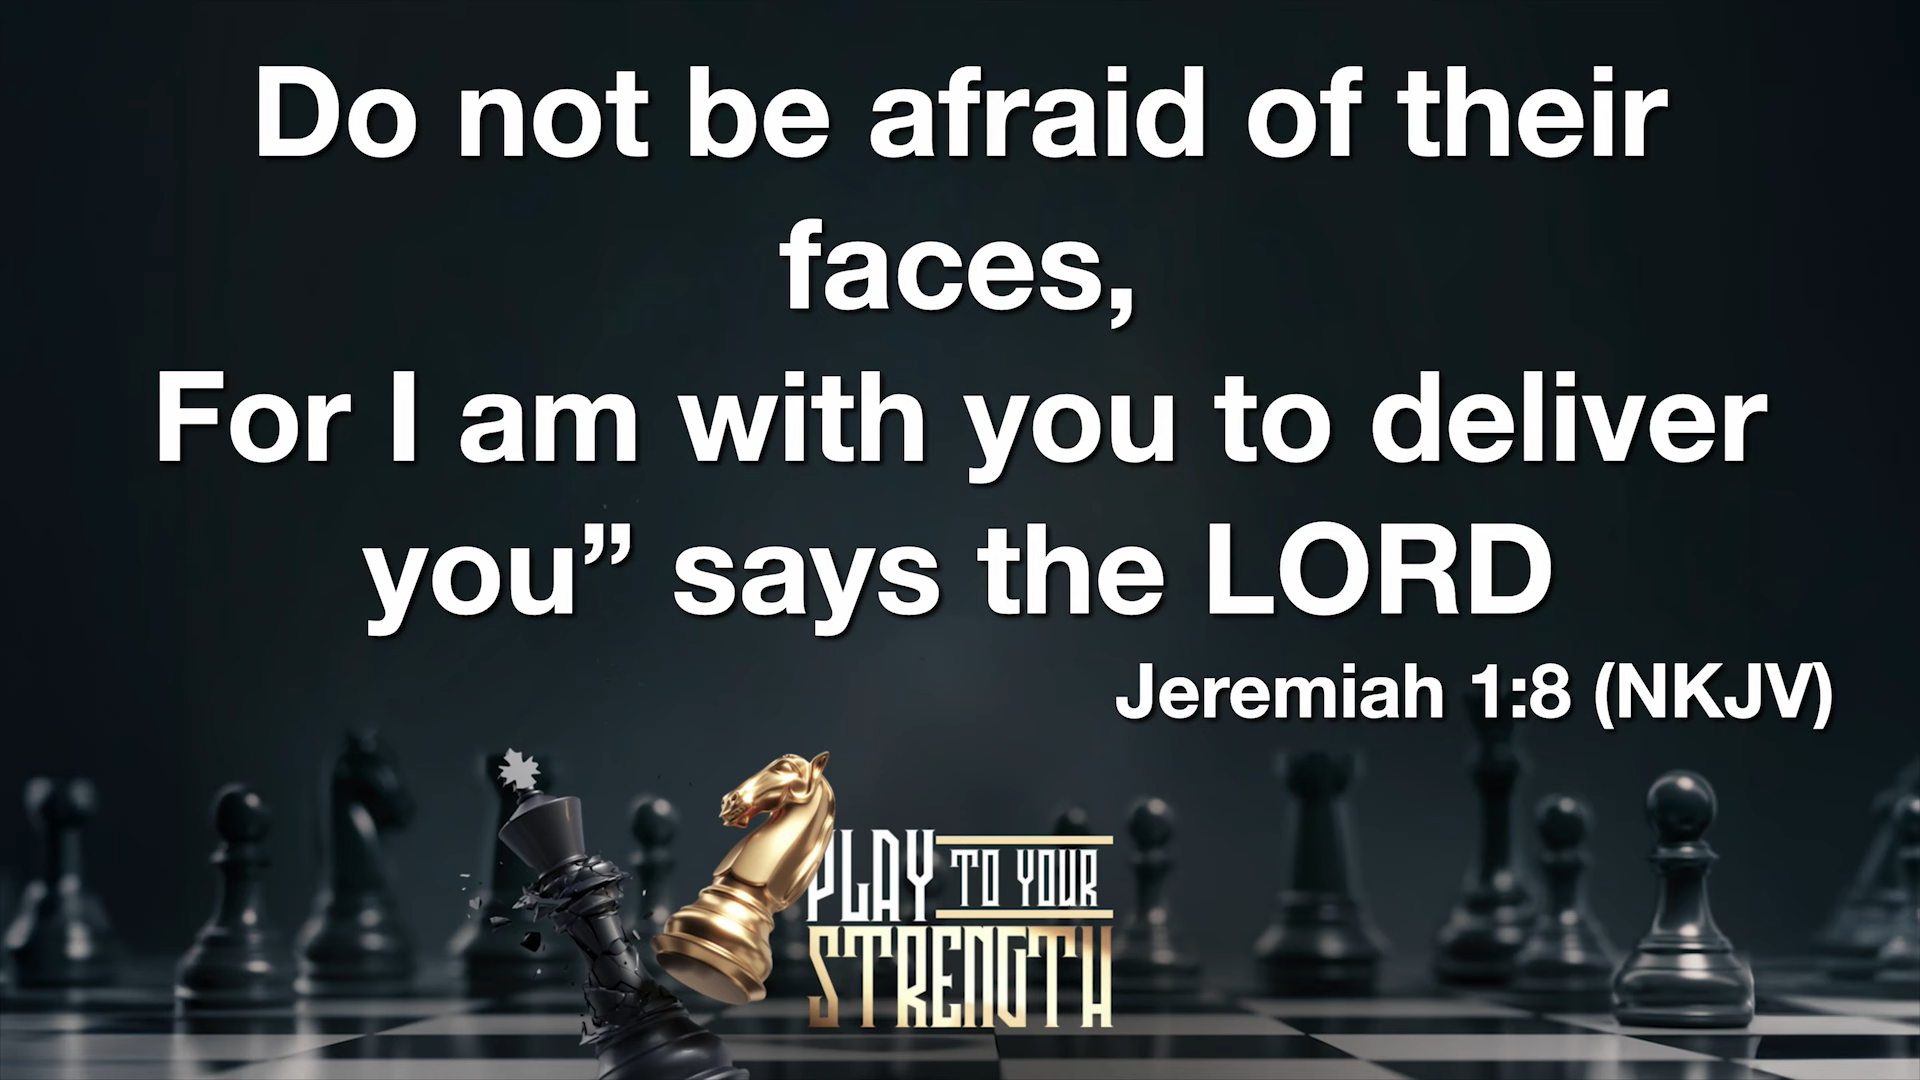 Do not be afraid of their
faces,
For I am with you to deliver
you” says the LORD
Jeremiah 1:8 (NKJV)
PLAY TO YOUR
STRENGTH